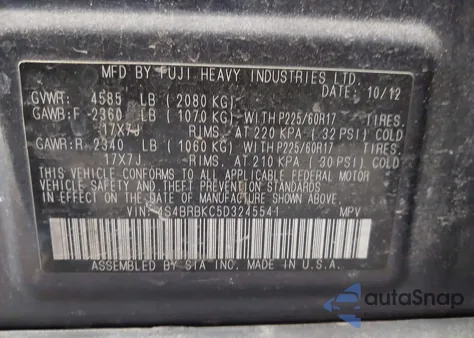 MFD BY FUJI HEAVY INDUSTRIES LTD.
DATE: 10/12
GVWR: 4585 LB (2080 KG)
GAWR:F -2360 LB (1070 KG) WITH P225/60R17 TIRES.
17X7J RIMS. AT 220 KPA (32 PSI) COLD
GAWR:R. 2340 LB (1060 KG) WITH P225/60R17 TIRES.
17X7J RIMS. AT 210 KPA (30 PSI) COLD
THIS VEHICLE CONFORMS TO ALL APPLICABLE FEDERAL MOTOR
VEHICLE SAFETY AND THEFT PREVENTION STANDARDS IN
EFFECT ON THE DATE OF MANUFACTURE SHOWN ABOVE.
VIN: 4S4BRBKC5D3245541 MPV
ASSEMBLED BY SIA INC. MADE IN U.S.A.
autoSnap